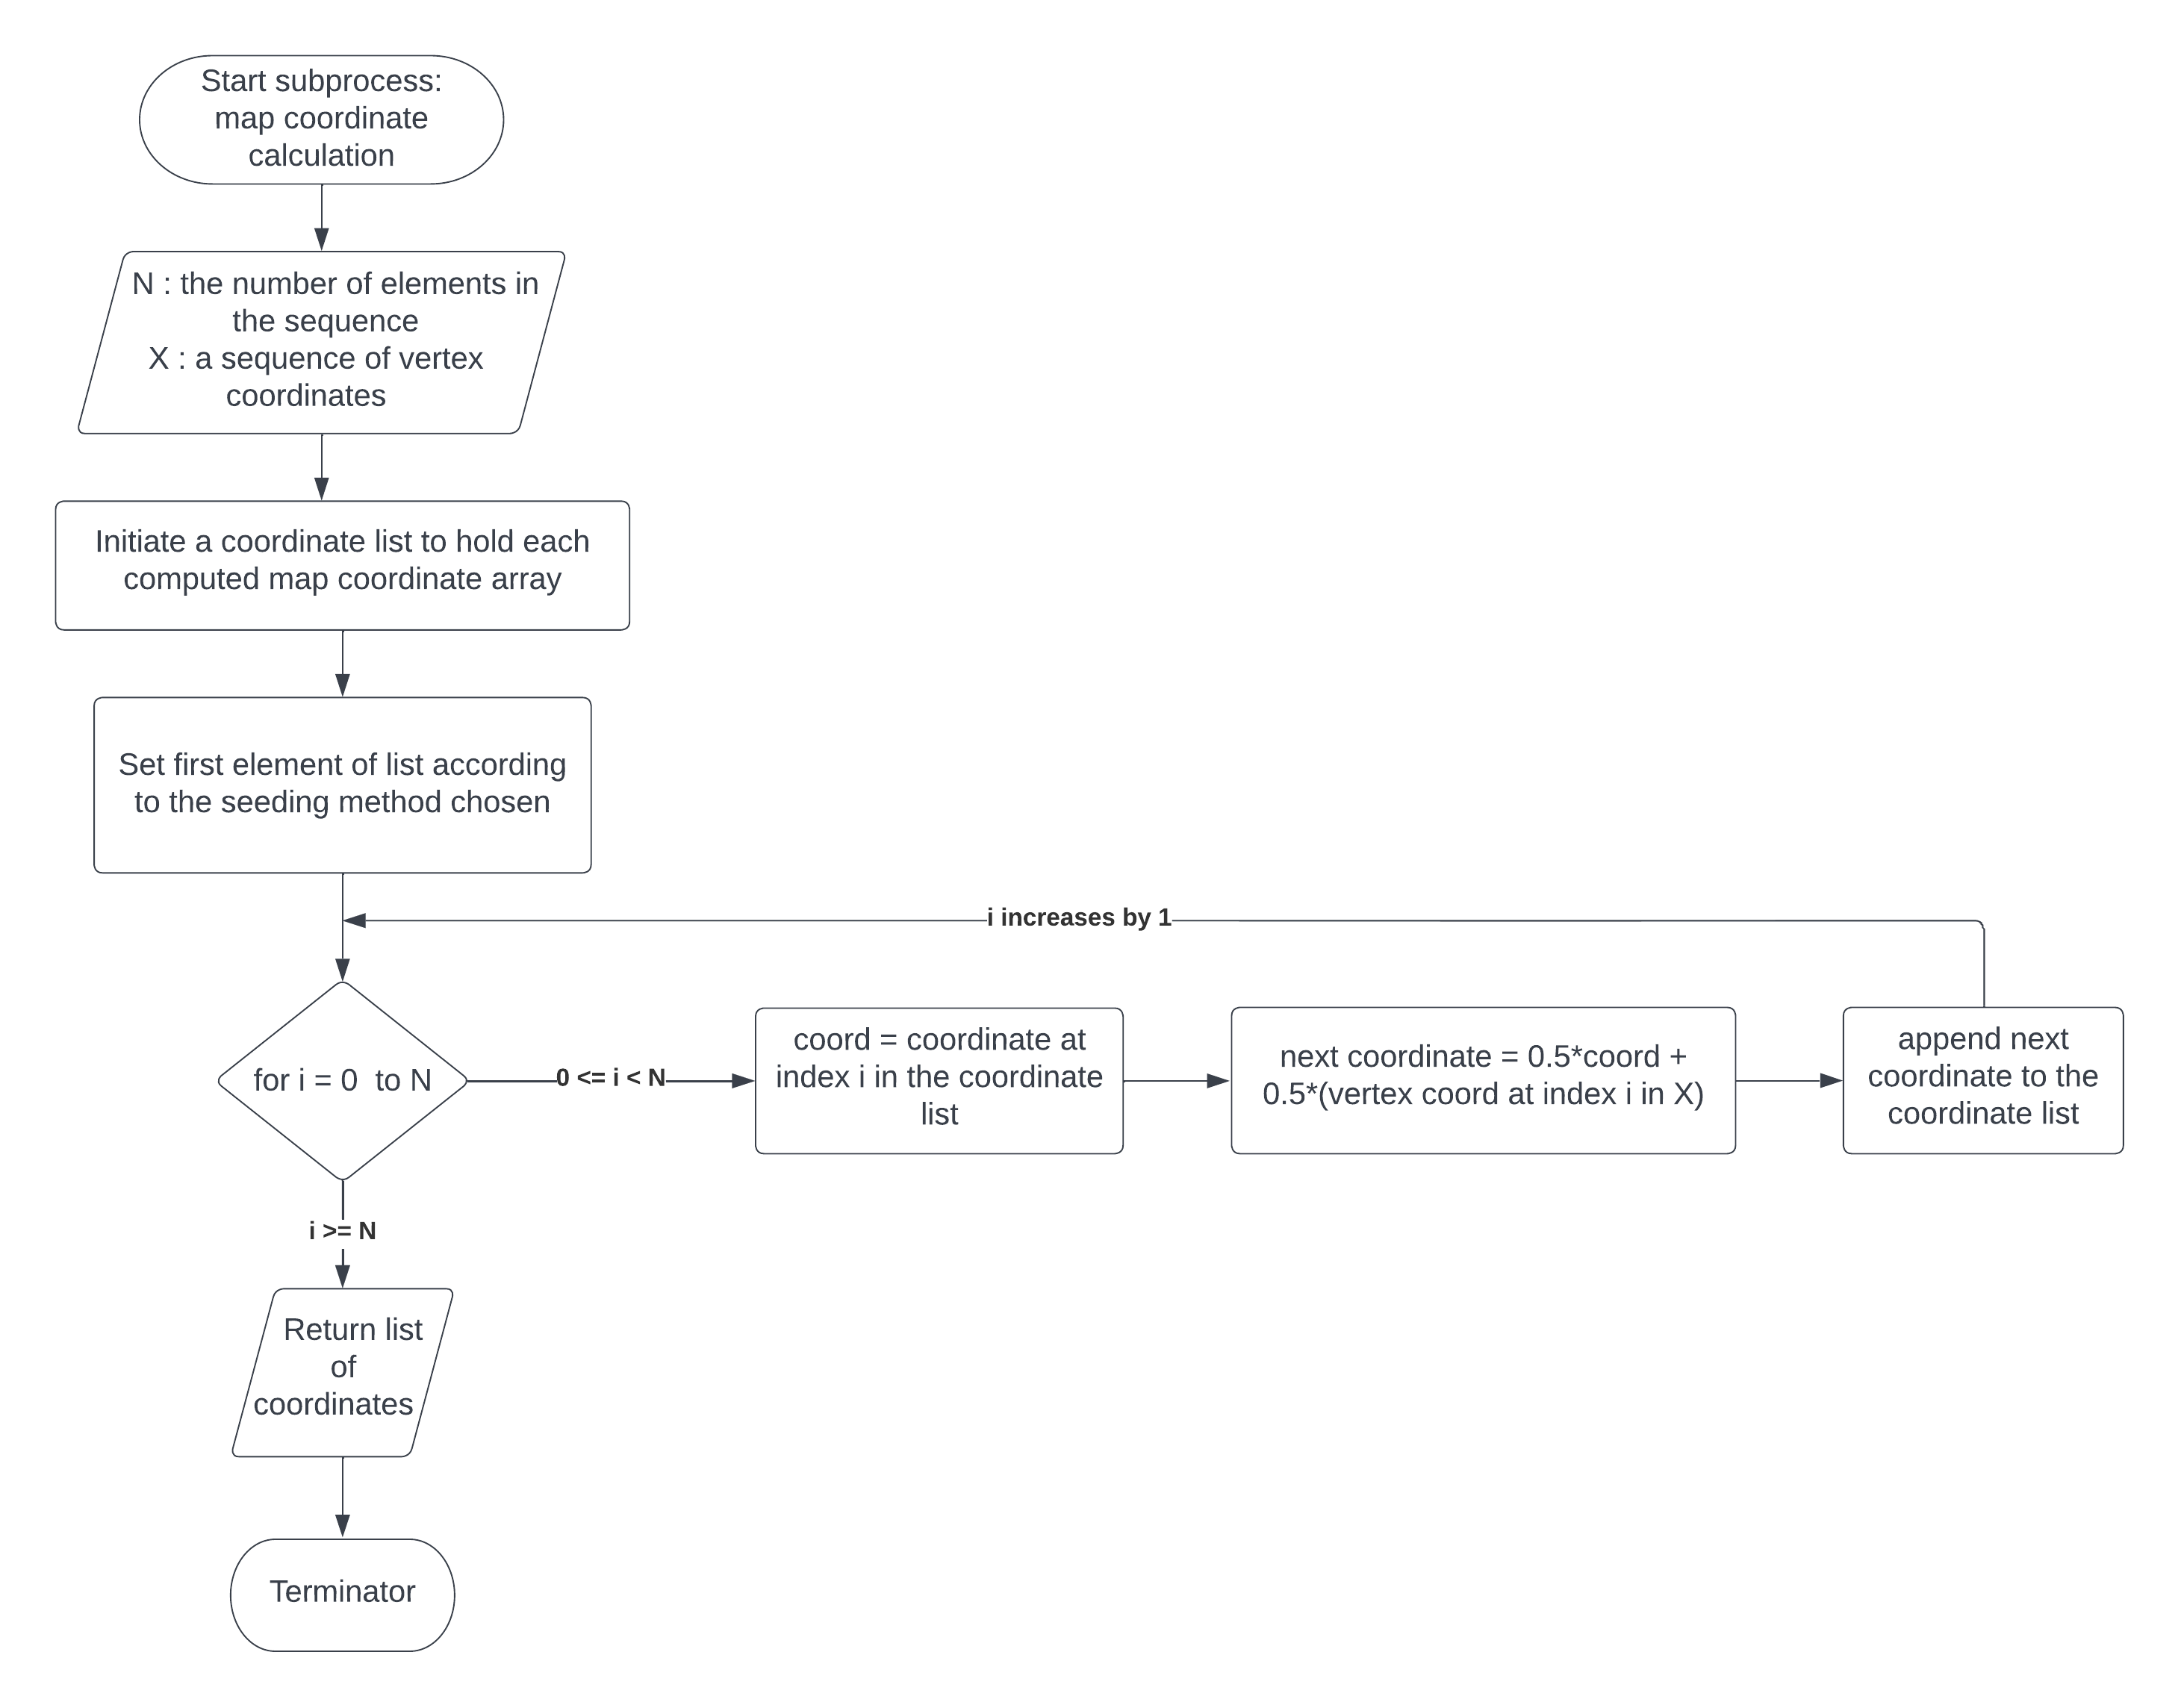 Start subprocess:
map coordinate
calculation
N : the number of elements in
the sequence
X : a sequence of vertex
coordinates
Initiate a coordinate list to hold each
computed map coordinate array
Set first element of list according
to the seeding method chosen
i increases by 1
for i = 0  to N
0 <= i < N
coord = coordinate at
index i in the coordinate
list
next coordinate = 0.5*coord +
0.5*(vertex coord at index i in X)
append next
coordinate to the
coordinate list
i >= N
Return list
of
coordinates
Terminator